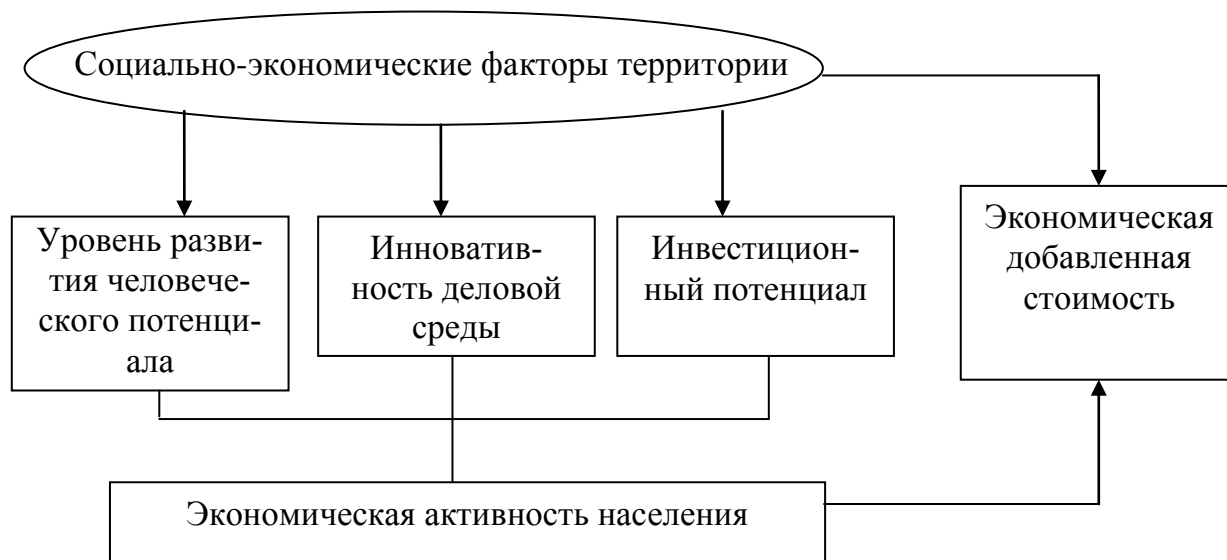 Социально-экономические факторы территории
Уровень разви-
тия человече-
ского потенци-
ала
Инноватив-
ность деловой
среды
Инвестицион-
ный потенциал
Экономическая
добавленная
стоимость
Экономическая активность населения